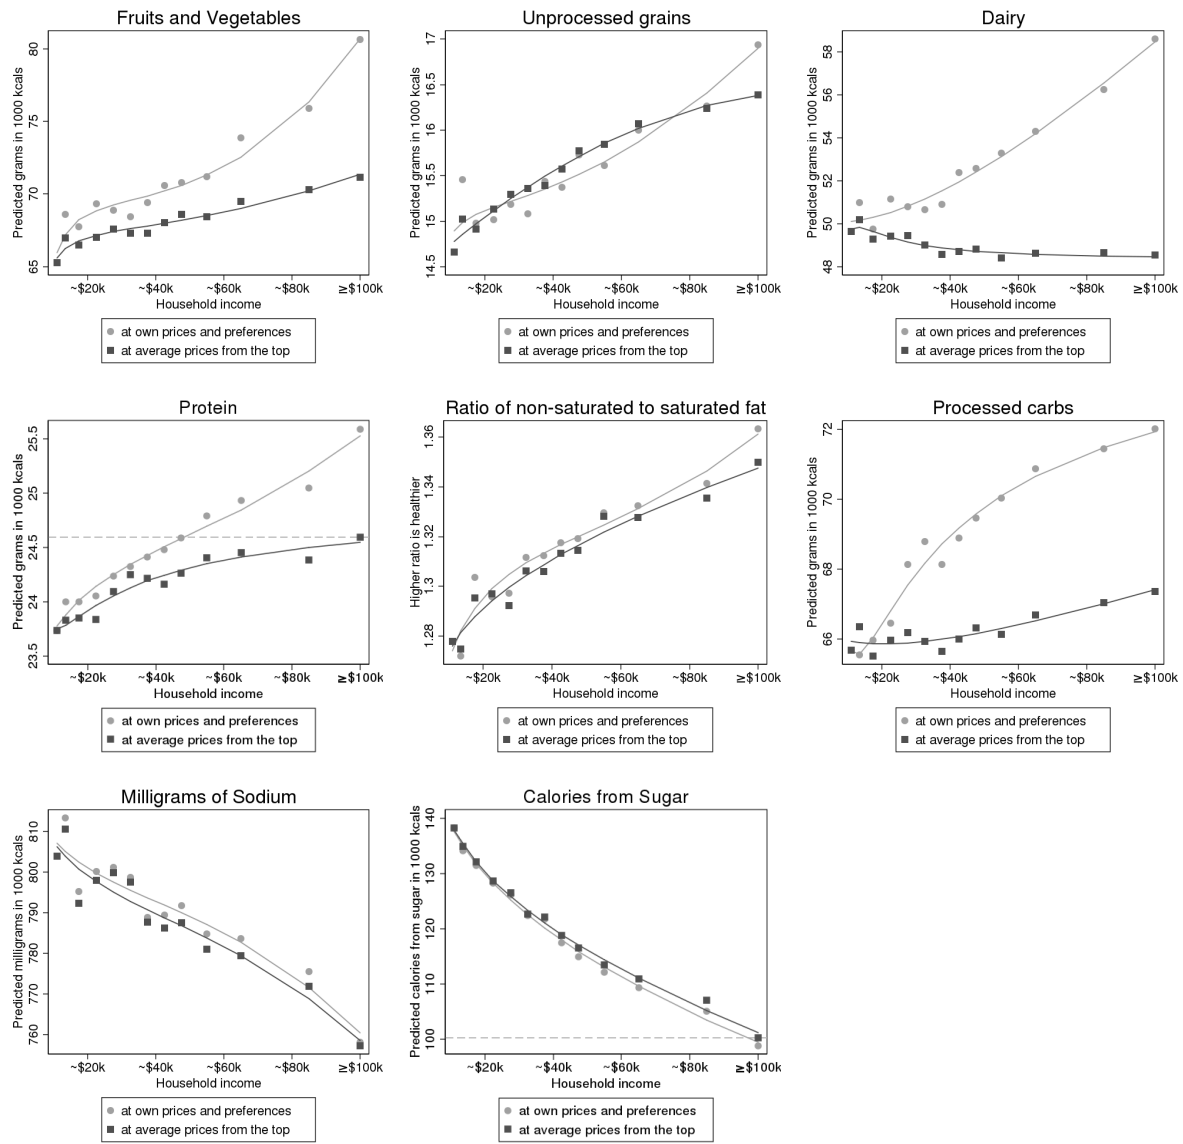 Fruits and Vegetables
Predicted grams in 1000 kcals
80
75
70
65
~$20k ~$40k ~$60k ~$80k ≥$100k
Household income
at own prices and preferences
at average prices from the top
Unprocessed grains
Predicted grams in 1000 kcals
17
16.5
16
15.5
15
14.5
~$20k ~$40k ~$60k ~$80k ≥$100k
Household income
at own prices and preferences
at average prices from the top
Dairy
Predicted grams in 1000 kcals
58
56
54
52
50
48
~$20k ~$40k ~$60k ~$80k ≥$100k
Household income
at own prices and preferences
at average prices from the top
Protein
Predicted grams in 1000 kcals
25.5
25
24.5
24
23.5
~$20k ~$40k ~$60k ~$80k ≥$100k
Household income
at own prices and preferences
at average prices from the top
Ratio of non-saturated to saturated fat
Higher ratio is healthier
1.36
1.34
1.32
1.3
1.28
~$20k ~$40k ~$60k ~$80k ≥$100k
Household income
at own prices and preferences
at average prices from the top
Processed carbs
Predicted grams in 1000 kcals
72
70
68
66
~$20k ~$40k ~$60k ~$80k ≥$100k
Household income
at own prices and preferences
at average prices from the top
Milligrams of Sodium
Predicted milligrams in 1000 kcals
810
800
790
780
770
760
~$20k ~$40k ~$60k ~$80k ≥$100k
Household income
at own prices and preferences
at average prices from the top
Calories from Sugar
Predicted calories from sugar in 1000 kcals
140
130
120
110
100
~$20k ~$40k ~$60k ~$80k ≥$100k
Household income
at own prices and preferences
at average prices from the top